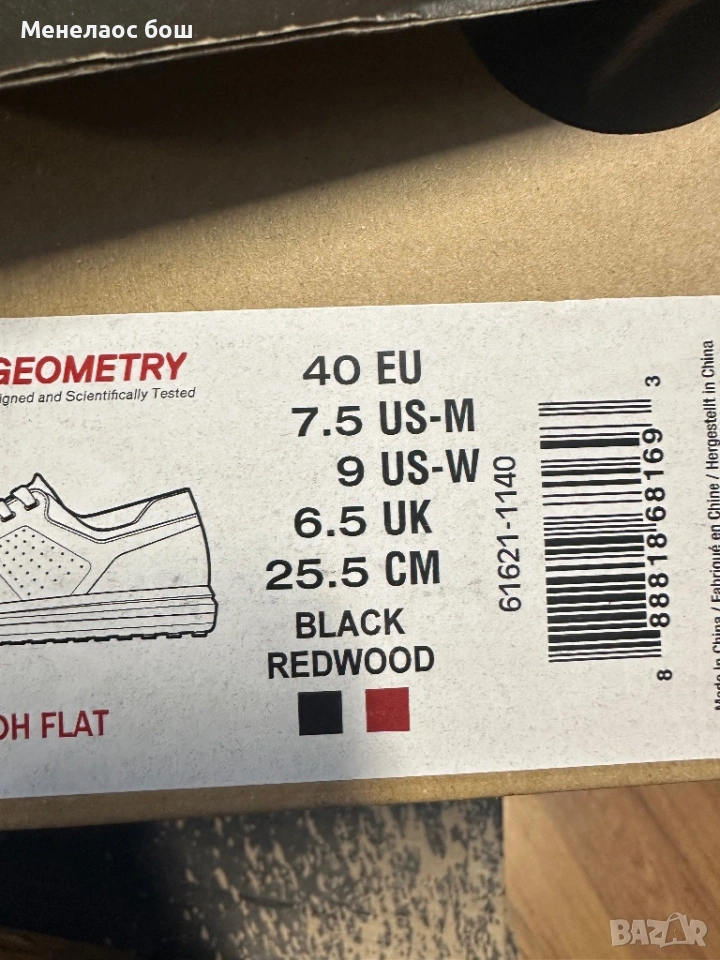 Менелаос бош
GEOMETRY
igned and Scientifically Tested
40 EU
7.5 US-M
9 US-W
6.5 UK
25.5 CM
BLACK
REDWOOD
OH FLAT
61621-1140
8 88818 68169 3
Made in China / Fabriqué en Chine / Hergestellt in China
BAZAR